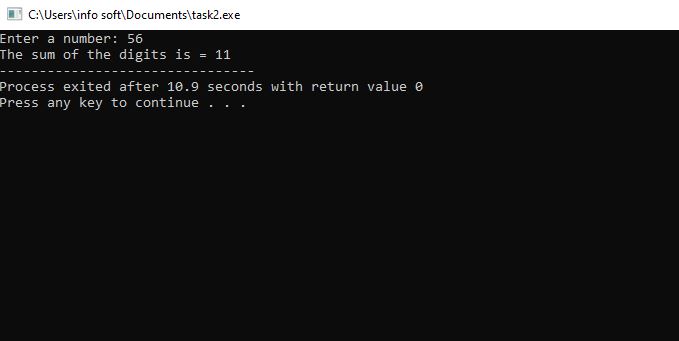 C:\Users\info soft\Documents\task2.exe
Enter a number: 56
The sum of the digits is = 11
--------------------------------
Process exited after 10.9 seconds with return value 0
Press any key to continue . . .